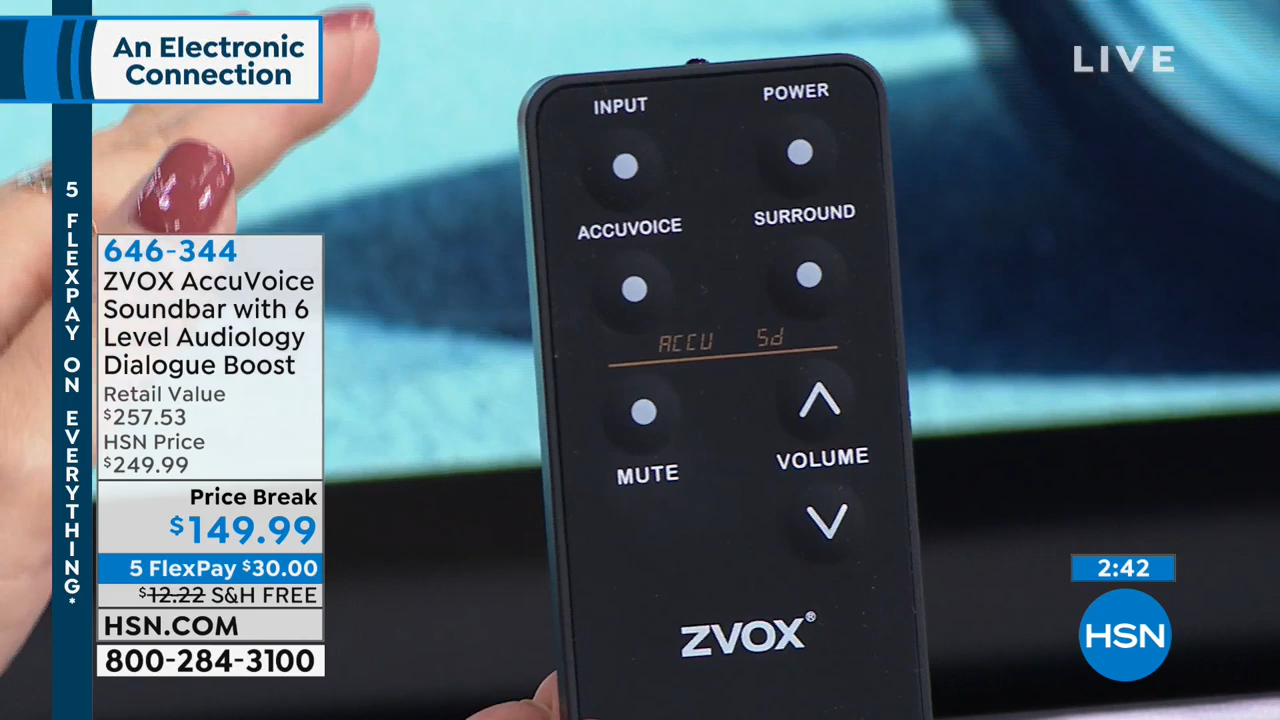 An Electronic
Connection
LIVE
5 FLEXPAY ON EVERYTHING*
646-344
ZVOX AccuVoice
Soundbar with 6
Level Audiology
Dialogue Boost
Retail Value
$257.53
HSN Price
$249.99
Price Break
$149.99
5 FlexPay $30.00
$12.22 S&H FREE
HSN.COM
800-284-3100
INPUT
POWER
ACCUVOICE
SURROUND
ACCU Sd
MUTE
VOLUME
ZVOX®
2:42
HSN